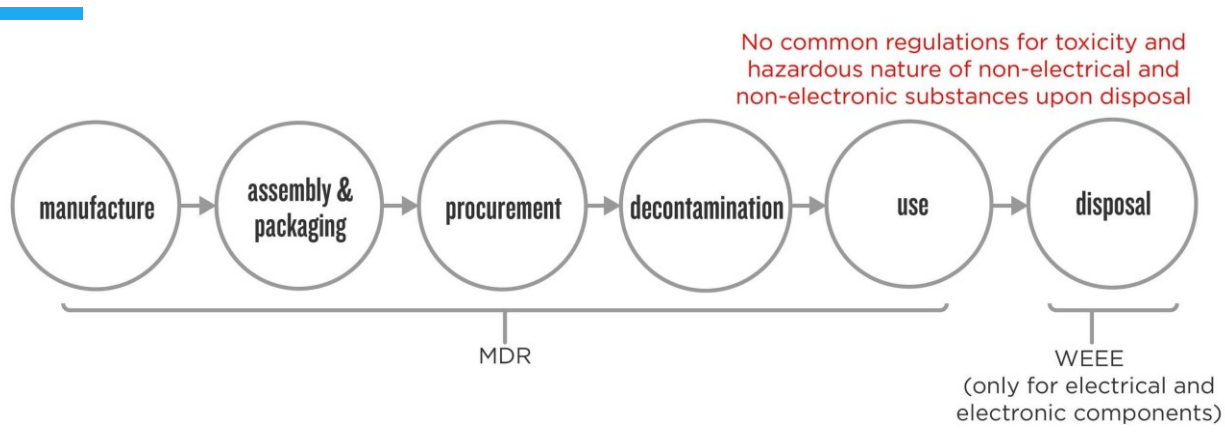 No common regulations for toxicity and
hazardous nature of non-electrical and
non-electronic substances upon disposal
manufacture
assembly &
packaging
procurement
decontamination
use
disposal
MDR
WEEE
(only for electrical and
electronic components)